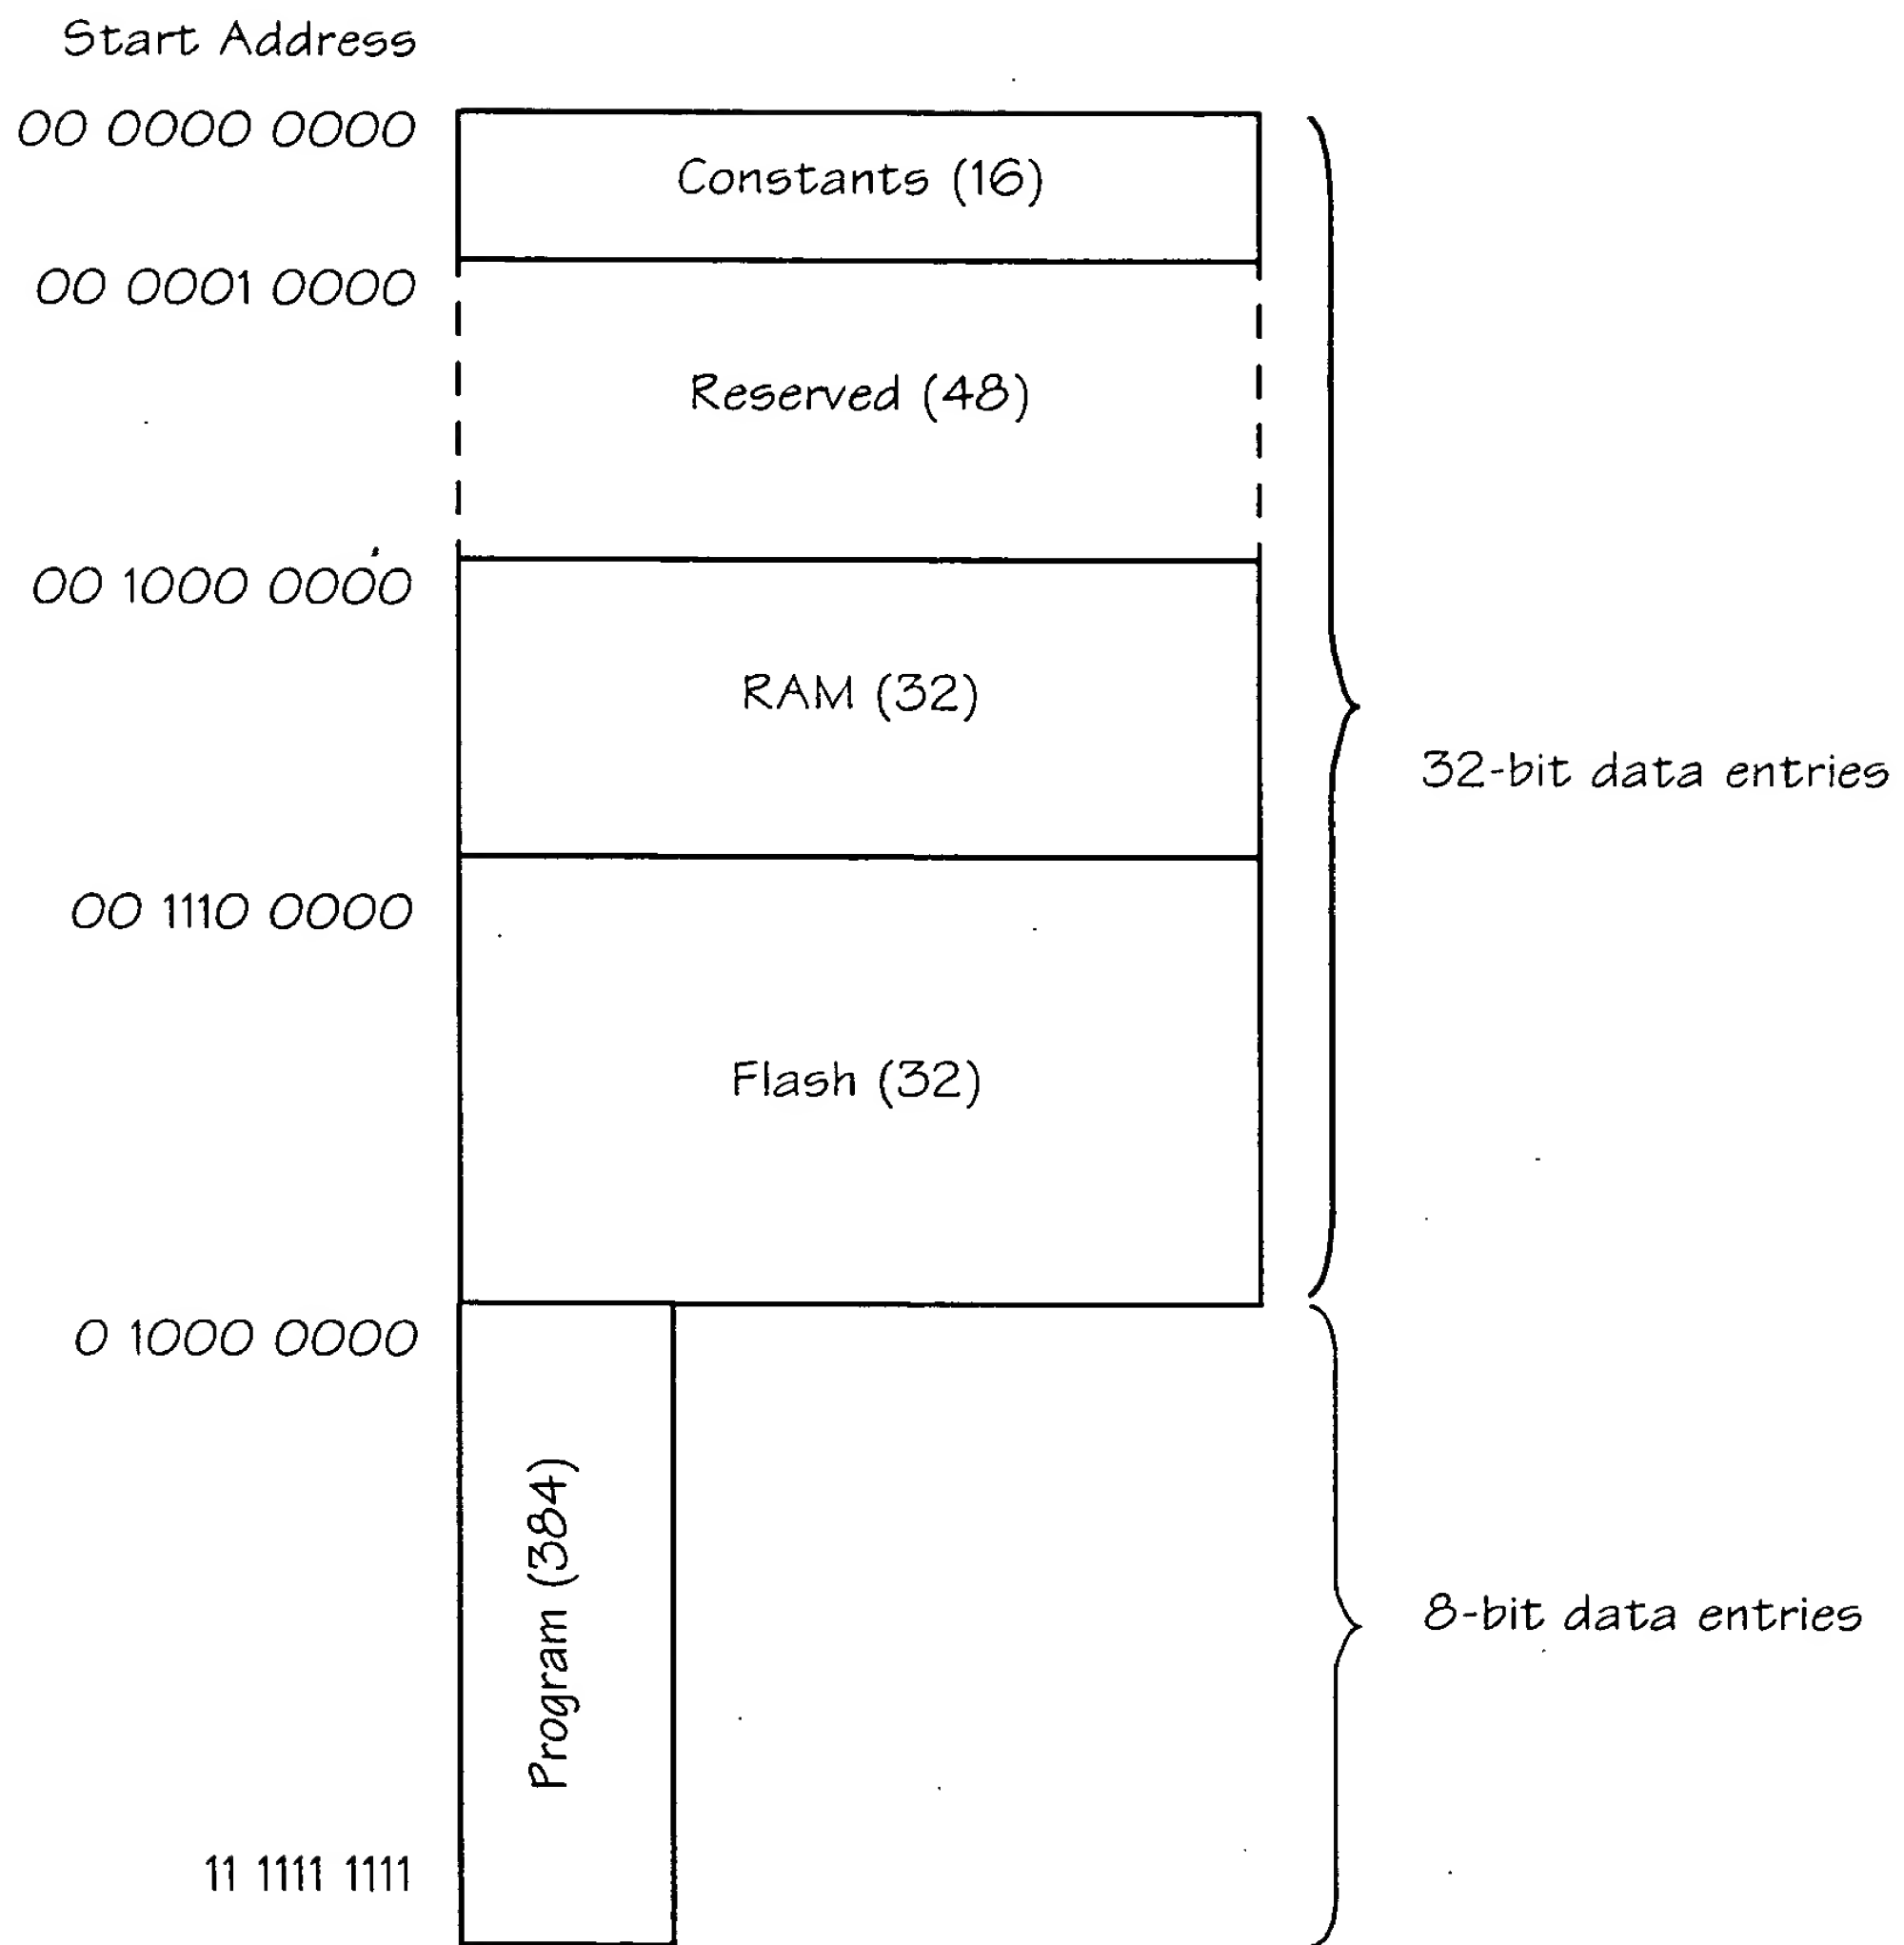 Start Address
00 0000 0000
Constants (16)
00 0001 0000
Reserved (48)
00 1000 0000
RAM (32)
32-bit data entries
00 1110 0000
Flash (32)
0 1000 0000
Program (384)
8-bit data entries
11 1111 1111